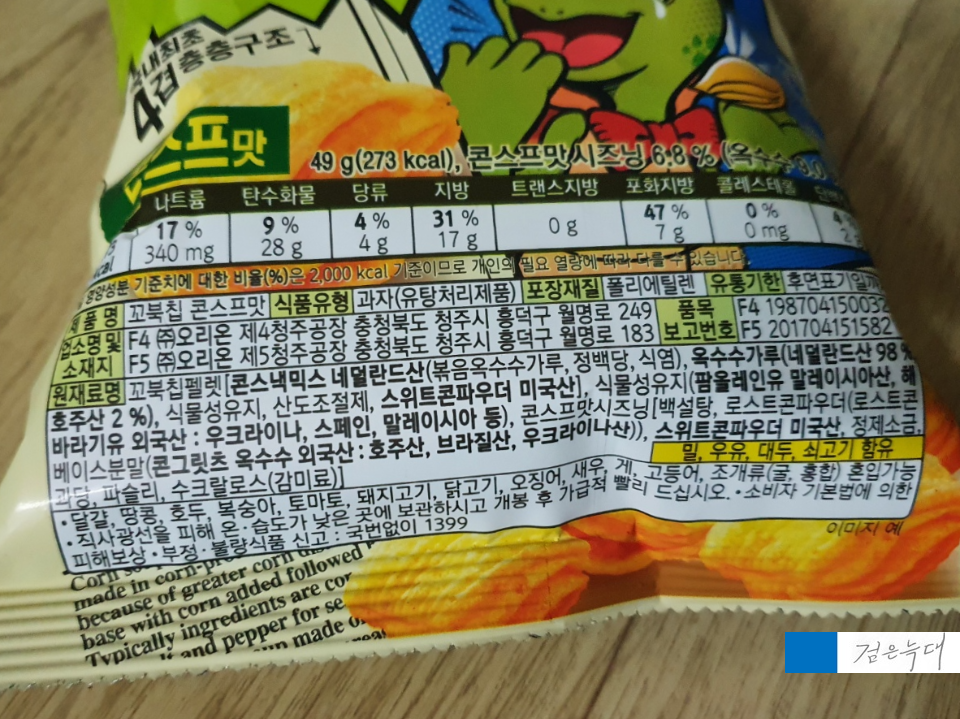 국내최초
4겹 층층구조
콘스프맛
49 g(273 kcal), 콘스프맛시즈닝 6.8 % (옥수수
나트륨 탄수화물 당류 지방 트랜스지방 포화지방 콜레스테롤
17 % 9 % 4 % 31 % 0 g 47 % 0 % 4
340 mg 28 g 4 g 17 g 7 g 0 mg 2
영양성분 기준치에 대한 비율(%)은 2,000 kcal 기준이므로 개인의 필요 열량에 따라 다를 수 있습니다.
제품명 꼬북칩 콘스프맛 식품유형 과자(유탕처리제품) 포장재질 폴리에틸렌 유통기한 후면표기일까지
업소명 및 소재지 F4 ㈜오리온 제4청주공장 충청북도 청주시 흥덕구 월명로 249 품목 F4 198704150032
F5 ㈜오리온 제5청주공장 충청북도 청주시 흥덕구 월명로 183 보고번호 F5 201704151582
원재료명 꼬북칩펠렛[콘스낵믹스 네덜란드산(볶음옥수수가루, 정백당, 식염), 옥수수가루(네덜란드산 98 %
호주산 2 %), 식물성유지, 산도조절제, 스위트콘파우더 미국산], 식물성유지(팜올레인유 말레이시아산, 해
바라기유 외국산 : 우크라이나, 스페인, 말레이시아 등), 콘스프맛시즈닝[백설탕, 로스트콘파우더(로스트콘
베이스분말(콘그릿츠 옥수수 외국산 : 호주산, 브라질산, 우크라이나산)), 스위트콘파우더 미국산, 정제소금,
과당, 파슬리, 수크랄로스(감미료)]
밀, 우유, 대두, 쇠고기 함유
• 달걀, 땅콩, 호두, 복숭아, 토마토, 돼지고기, 닭고기, 오징어, 새우, 게, 고등어, 조개류(굴, 홍합) 혼입가능
• 직사광선을 피해 온·습도가 낮은 곳에 보관하시고 개봉 후 가급적 빨리 드십시오. • 소비자 기본법에 의한
피해보상 • 부정·불량식품 신고 : 국번없이 1399
이미지 예
Corn
made in corn-pro
because of greater corn
base with corn added followed
Typically ingredients are co
and pepper for se
made
검은늑대